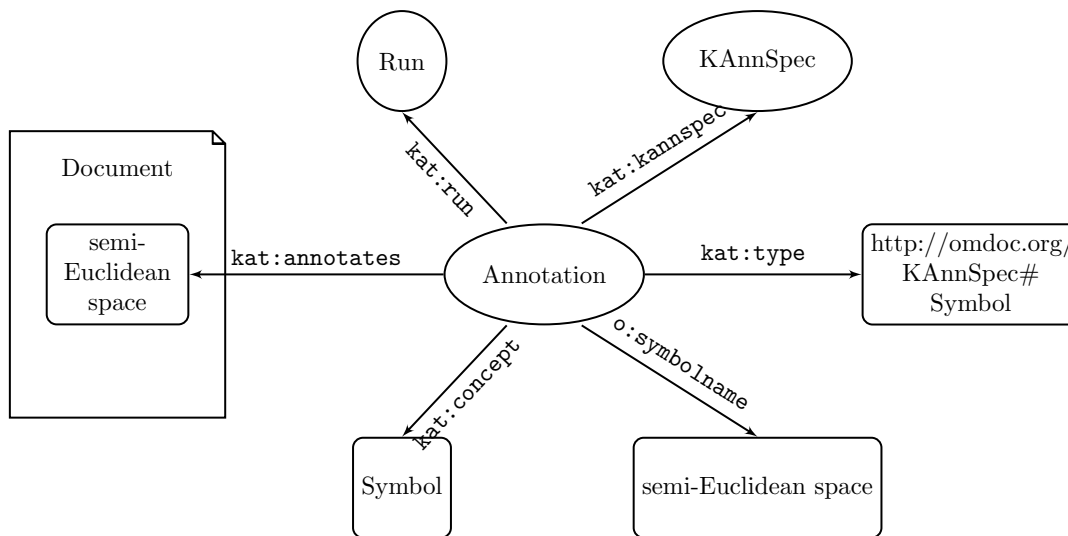 Run
KAnnSpec
kat:run
kat:kannspec
Document
semi-
Euclidean
space
kat:annotates
Annotation
kat:type
http://omdoc.org/
KAnnSpec#
Symbol
kat:concept
o:symbolname
Symbol
semi-Euclidean space